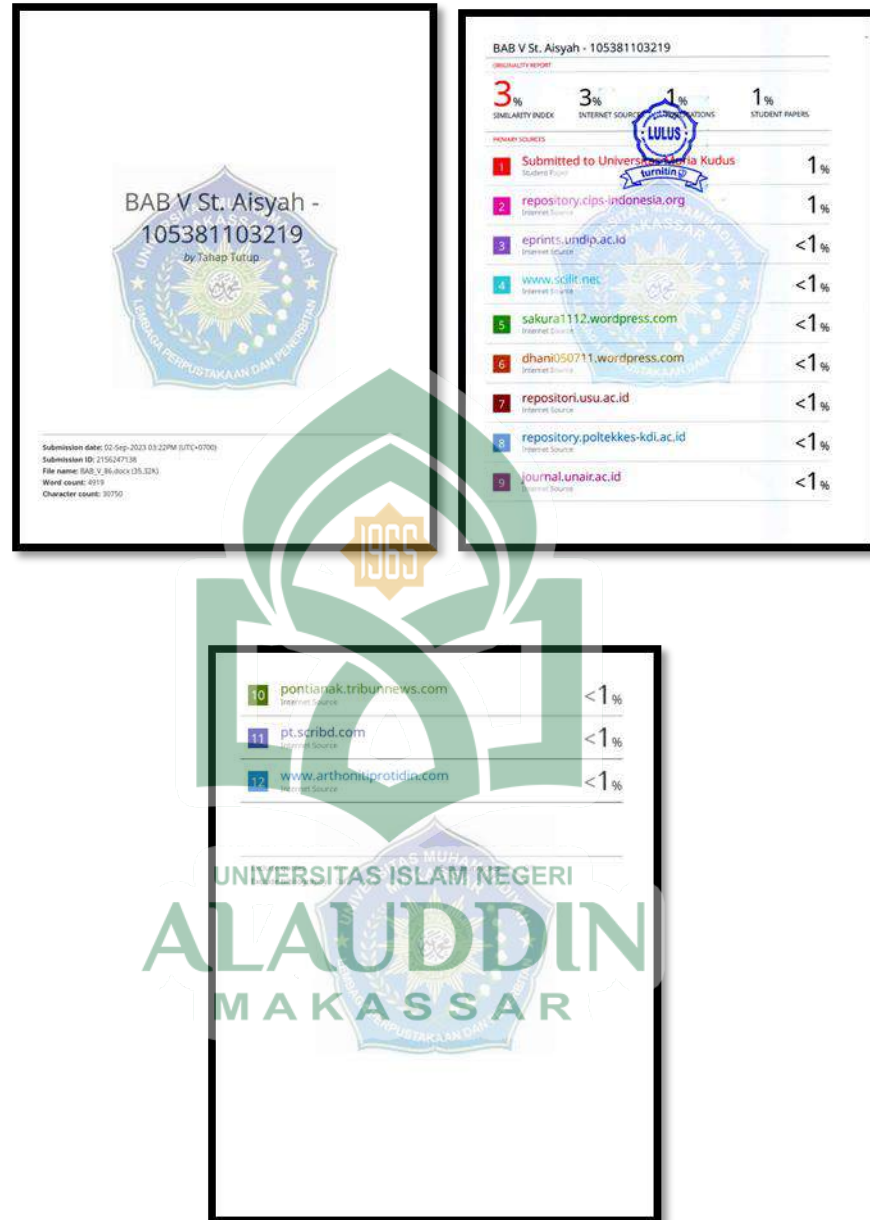 BAB V St. Aisyah -
105381103219
by Tahap Tutup
UNIVERSITAS MUHAMMADIYAH
MAKASSAR
LEMBAGA PERPUSTAKAAN DAN PENERBITAN
Submission date: 02-Sep-2023 03:22PM (UTC+0700)
Submission ID: 2156247138
File name: BAB_V_86.docx (35.32K)
Word count: 4919
Character count: 30750
BAB V St. Aisyah - 105381103219
ORIGINALITY REPORT
3%
SIMILARITY INDEX
3%
INTERNET SOURCES
1%
1%
STUDENT PAPERS
LULUS
turnitin
PRIMARY SOURCES
1 Submitted to Universitas Muria Kudus 1%
Student Paper
2 repository.cips-indonesia.org 1%
Internet Source
3 eprints.undip.ac.id <1%
Internet Source
4 www.scilit.net <1%
Internet Source
5 sakura1112.wordpress.com <1%
Internet Source
6 dhani050711.wordpress.com <1%
Internet Source
7 repositori.usu.ac.id <1%
Internet Source
8 repository.poltekkes-kdi.ac.id <1%
Internet Source
9 journal.unair.ac.id <1%
Internet Source
10 pontianak.tribunnews.com <1%
Internet Source
11 pt.scribd.com <1%
Internet Source
12 www.arthonitiprotidin.com <1%
Internet Source
1965
UNIVERSITAS ISLAM NEGERI
ALAUDDIN
MAKASSAR